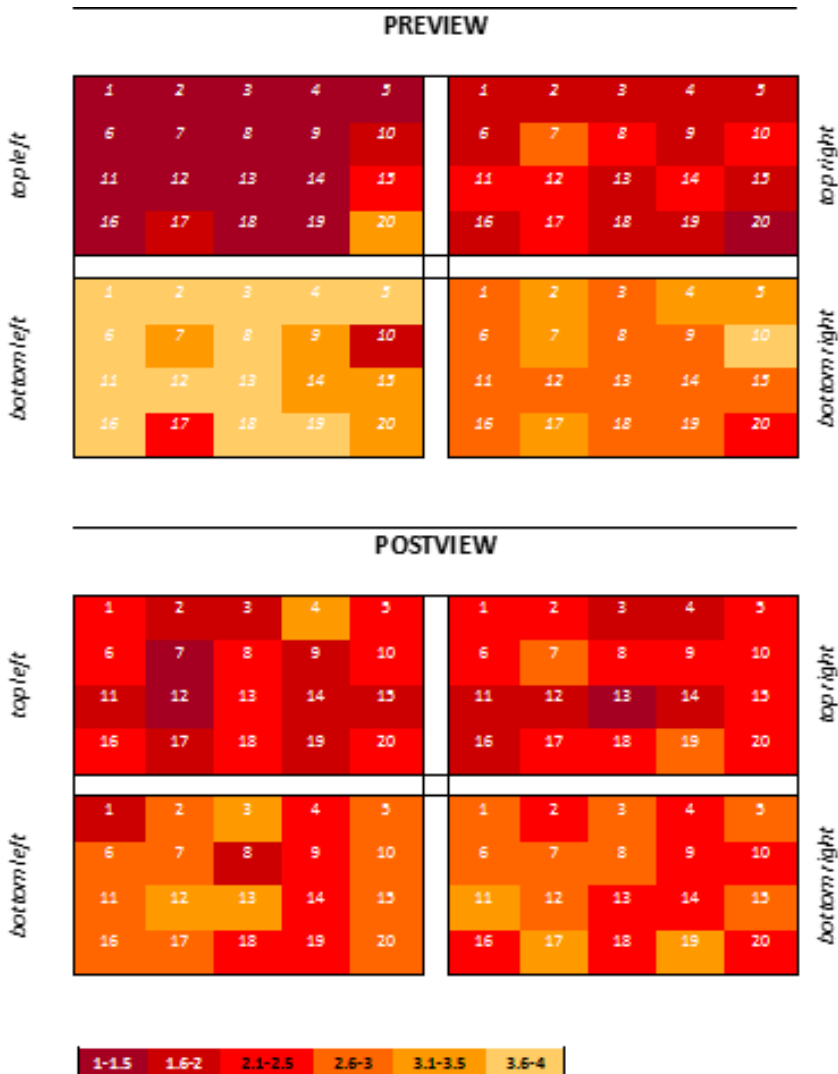 PREVIEW
top left
1 2 3 4 5 1 2 3 4 5
6 7 8 9 10 6 7 8 9 10
11 12 13 14 15 11 12 13 14 15
16 17 18 19 20 16 17 18 19 20
top right
bottom left
1 2 3 4 5 1 2 3 4 5
6 7 8 9 10 6 7 8 9 10
11 12 13 14 15 11 12 13 14 15
16 17 18 19 20 16 17 18 19 20
bottom right
POSTVIEW
top left
1 2 3 4 5 1 2 3 4 5
6 7 8 9 10 6 7 8 9 10
11 12 13 14 15 11 12 13 14 15
16 17 18 19 20 16 17 18 19 20
top right
bottom left
1 2 3 4 5 1 2 3 4 5
6 7 8 9 10 6 7 8 9 10
11 12 13 14 15 11 12 13 14 15
16 17 18 19 20 16 17 18 19 20
bottom right
1-1.5 1.6-2 2.1-2.5 2.6-3 3.1-3.5 3.6-4